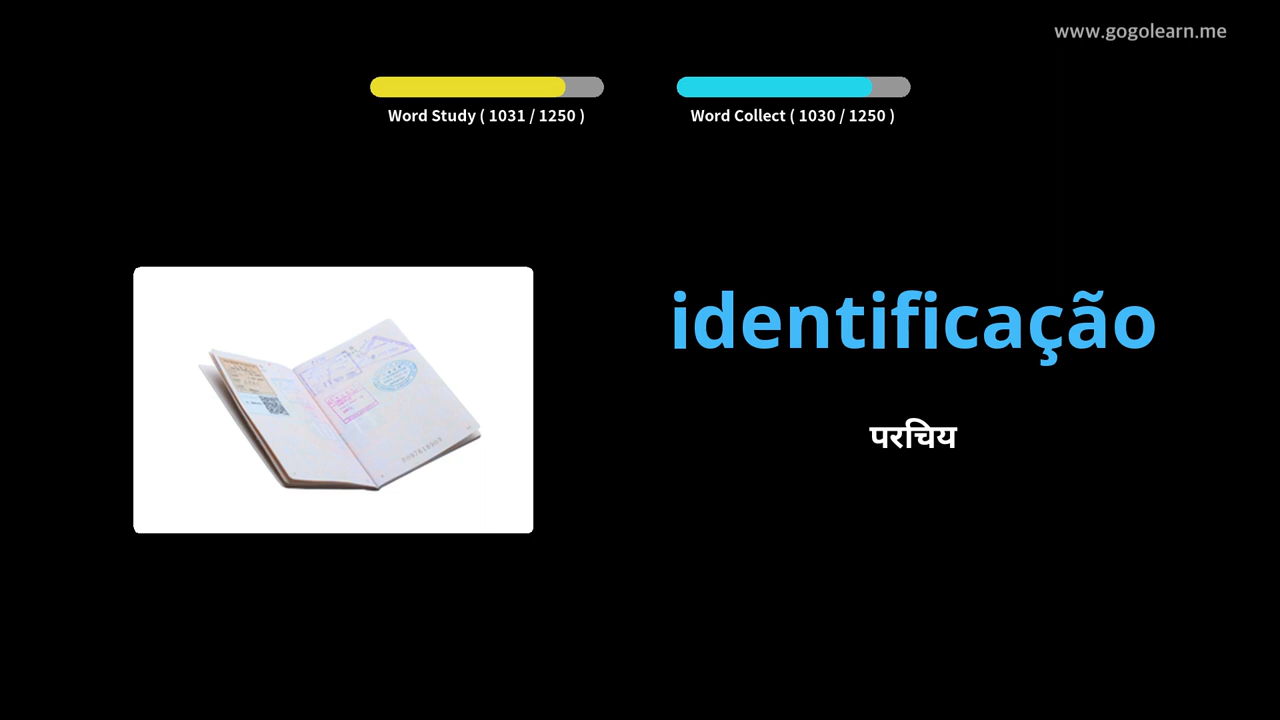 www.gogolearn.me
Word Study ( 1031 / 1250 )
Word Collect ( 1030 / 1250 )
identificação
परिचय